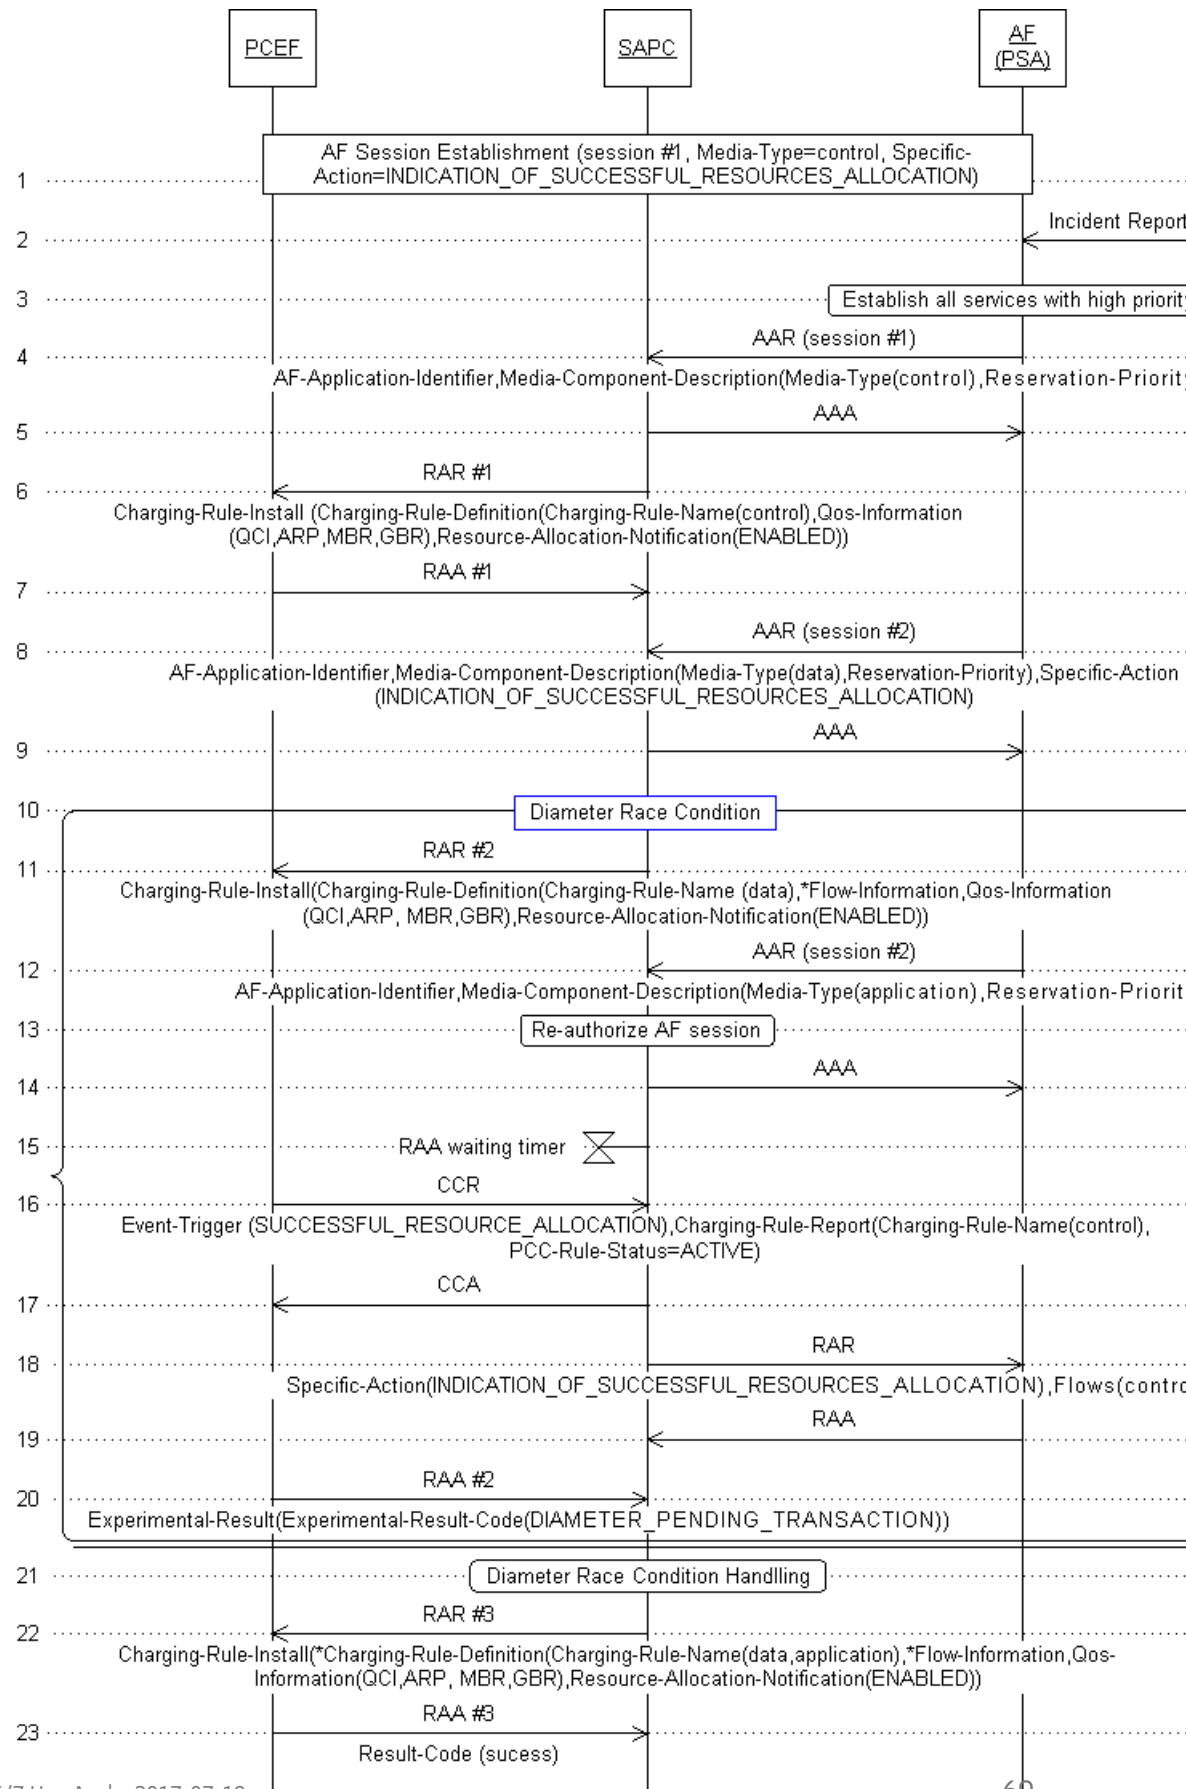 PCEF
SAPC
AF
(PSA)
AF Session Establishment (session #1, Media-Type=control, Specific-
Action=INDICATION_OF_SUCCESSFUL_RESOURCES_ALLOCATION)
1
Incident Report
2
3
Establish all services with high priority
AAR (session #1)
4
AF-Application-Identifier,Media-Component-Description(Media-Type(control),Reservation-Priority
AAA
5
RAR #1
6
Charging-Rule-Install (Charging-Rule-Definition(Charging-Rule-Name(control),Qos-Information
(QCI,ARP,MBR,GBR),Resource-Allocation-Notification(ENABLED))
RAA #1
7
AAR (session #2)
8
AF-Application-Identifier,Media-Component-Description(Media-Type(data),Reservation-Priority),Specific-Action
(INDICATION_OF_SUCCESSFUL_RESOURCES_ALLOCATION)
AAA
9
10
Diameter Race Condition
RAR #2
11
Charging-Rule-Install(Charging-Rule-Definition(Charging-Rule-Name (data),*Flow-Information,Qos-Information
(QCI,ARP, MBR,GBR),Resource-Allocation-Notification(ENABLED))
AAR (session #2)
12
AF-Application-Identifier,Media-Component-Description(Media-Type(application),Reservation-Priorit
13
Re-authorize AF session
AAA
14
15
RAA waiting timer
CCR
16
Event-Trigger (SUCCESSFUL_RESOURCE_ALLOCATION),Charging-Rule-Report(Charging-Rule-Name(control),
PCC-Rule-Status=ACTIVE)
CCA
17
RAR
18
Specific-Action(INDICATION_OF_SUCCESSFUL_RESOURCES_ALLOCATION),Flows(contro
RAA
19
RAA #2
20
Experimental-Result(Experimental-Result-Code(DIAMETER_PENDING_TRANSACTION))
21
Diameter Race Condition Handlling
RAR #3
22
Charging-Rule-Install(*Charging-Rule-Definition(Charging-Rule-Name(data,application),*Flow-Information,Qos-
Information(QCI,ARP, MBR,GBR),Resource-Allocation-Notification(ENABLED))
RAA #3
23
Result-Code (sucess)